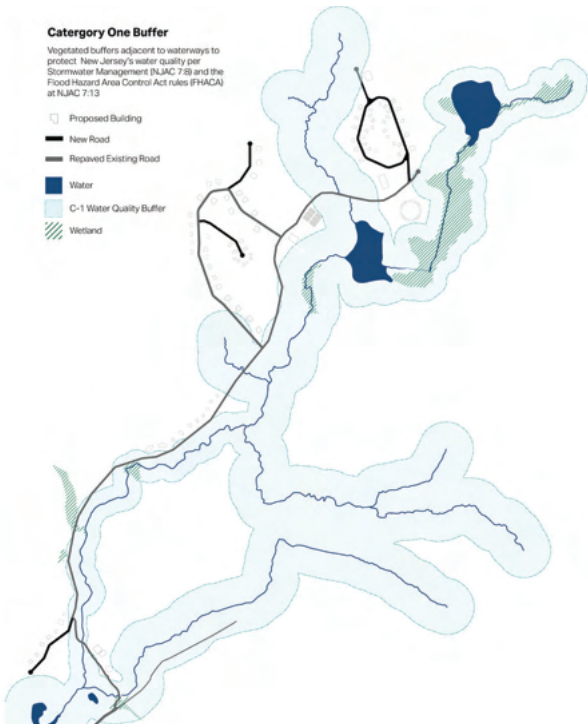 Catergory One Buffer
Vegetated buffers adjacent to waterways to
protect New Jersey's water quality per
Stormwater Management (NJAC 7:8) and the
Flood Hazard Area Control Act rules (FHACA)
at NJAC 7:13
Proposed Building
New Road
Repaved Existing Road
Water
C-1 Water Quality Buffer
Wetland